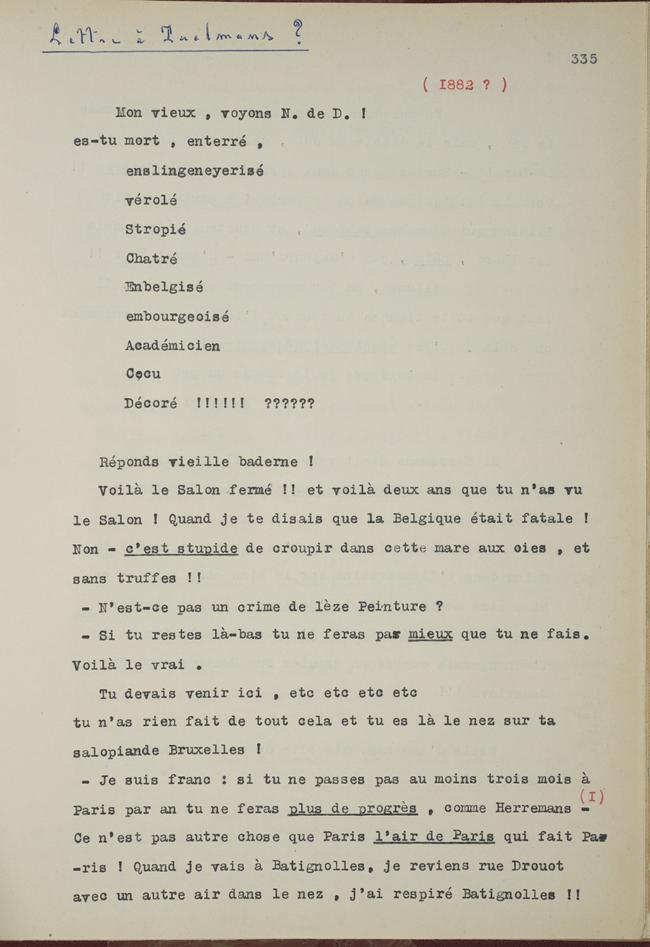 Lettre à Taelmans ?
335
( 1882 ? )
Mon vieux , voyons N. de D. !
es-tu mort , enterré ,
enslingeneyerisé
vérolé
Stropié
Chatré
Enbelgisé
embourgeoisé
Académicien
Cocu
Décoré !!!!!! ??????
Réponds vieille baderne !
Voilà le Salon fermé !! et voilà deux ans que tu n'as vu
le Salon ! Quand je te disais que la Belgique était fatale !
Non - c'est stupide de croupir dans cette mare aux oies , et
sans truffes !!
- N'est-ce pas un crime de lèze Peinture ?
- Si tu restes là-bas tu ne feras pas mieux que tu ne fais.
Voilà le vrai .
Tu devais venir ici , etc etc etc etc
tu n'as rien fait de tout cela et tu es là le nez sur ta
salopiande Bruxelles !
- Je suis franc : si tu ne passes pas au moins trois mois à
Paris par an tu ne feras plus de progrès , comme Herremans - (I)
Ce n'est pas autre chose que Paris l'air de Paris qui fait Pa-
-ris ! Quand je vais à Batignolles, je reviens rue Drouot
avec un autre air dans le nez , j'ai respiré Batignolles !!